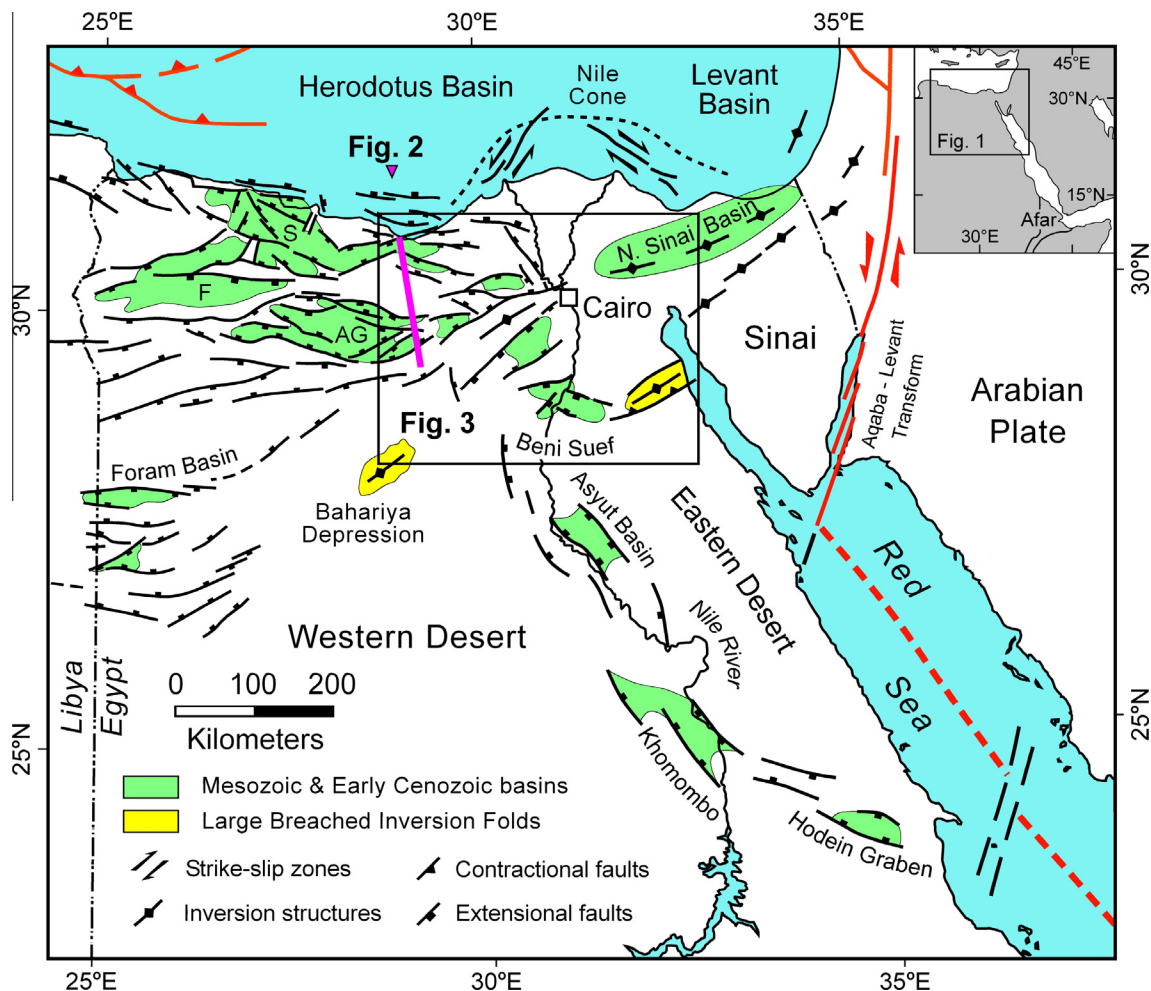 25ºE
30ºE
35ºE
Herodotus Basin
Nile
Cone
Levant
Basin
45ºE
30ºN
Fig. 1
15ºN
Afar
30ºE
Fig. 2
S
N. Sinai Basin
30ºN
30ºN
F
Cairo
AG
Sinai
Aqaba - Levant
Transform
Arabian
Plate
Fig. 3
Beni Suef
Foram Basin
Bahariya
Depression
Asyut Basin
Eastern Desert
Red
Sea
Nile River
Western Desert
0 100 200
Kilometers
Libya
Egypt
25ºN
25ºN
Khomombo
Hodein Graben
Mesozoic & Early Cenozoic basins
Large Breached Inversion Folds
Strike-slip zones
Contractional faults
Inversion structures
Extensional faults
25ºE
30ºE
35ºE